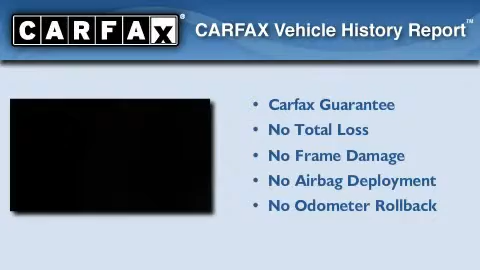 CARFAX® CARFAX Vehicle History Report™
• Carfax Guarantee
• No Total Loss
• No Frame Damage
• No Airbag Deployment
• No Odometer Rollback